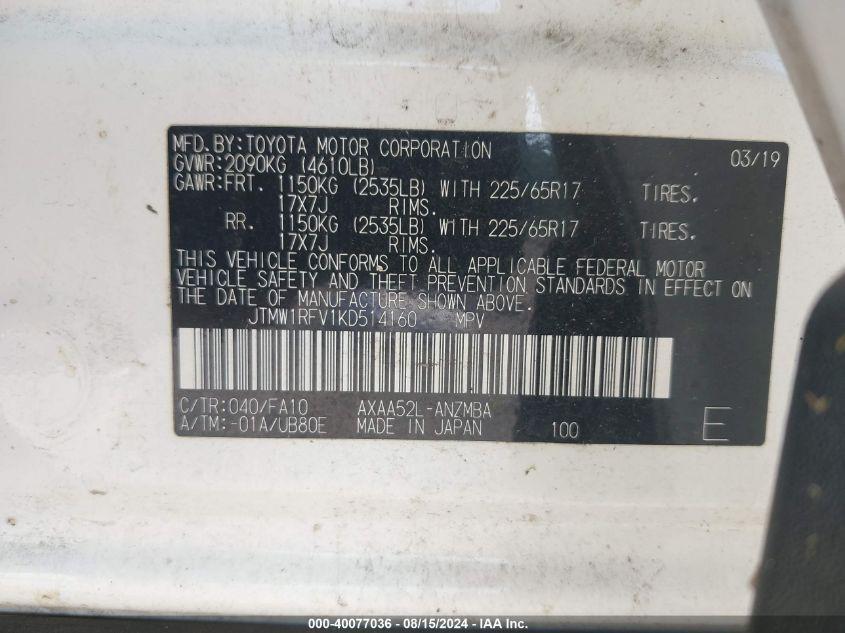 MFD. BY: TOYOTA MOTOR CORPORATION 03/19
GVWR: 2090KG (4610LB)
GAWR: FRT. 1150KG (2535LB) WITH 225/65R17 TIRES.
17X7J RIMS.
RR. 1150KG (2535LB) WITH 225/65R17 TIRES.
17X7J RIMS.
THIS VEHICLE CONFORMS TO ALL APPLICABLE FEDERAL MOTOR
VEHICLE SAFETY AND THEFT PREVENTION STANDARDS IN EFFECT ON
THE DATE OF MANUFACTURE SHOWN ABOVE.
JTMW1RFV1KD514160 MPV
C/TR: 040/FA10 AXAA52L-ANZMBA
A/TM: -01A/UB80E MADE IN JAPAN 100 E
000-40077036 - 08/15/2024 - IAA Inc.